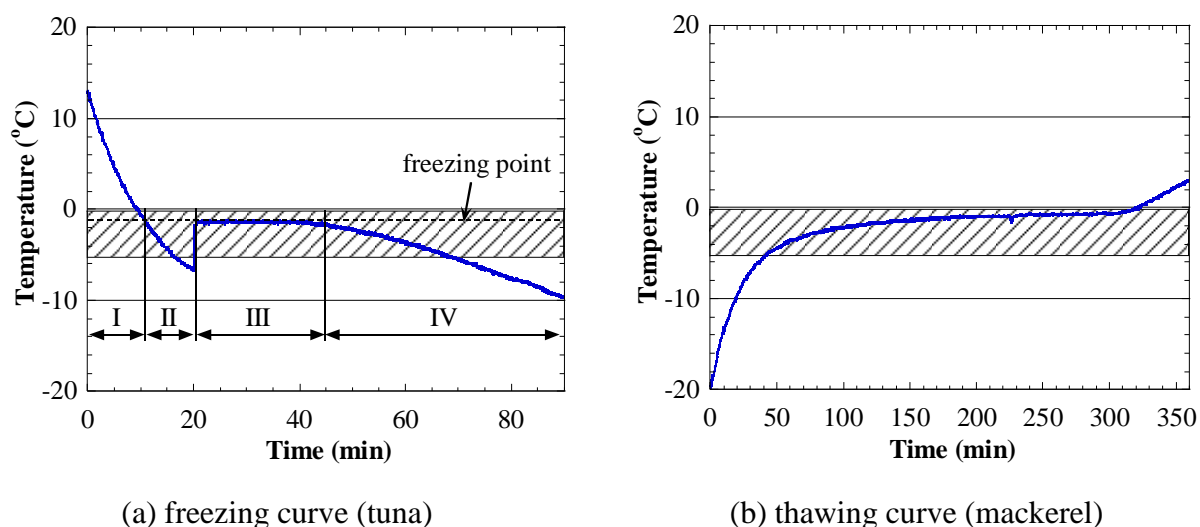 20
10
0
-10
-20
Temperature (°C)
freezing point
I II III IV
0 20 40 60 80
Time (min)
(a) freezing curve (tuna)
20
10
0
-10
-20
Temperature (°C)
0 50 100 150 200 250 300 350
Time (min)
(b) thawing curve (mackerel)